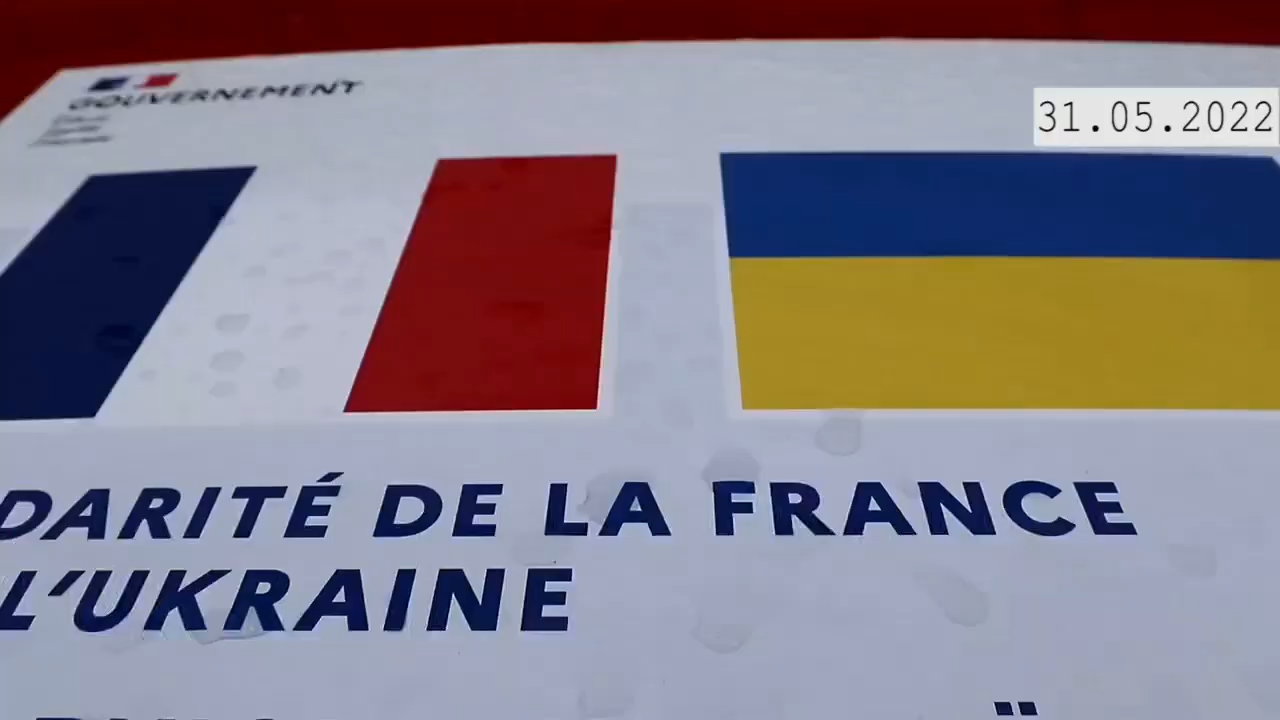 GOUVERNEMENT
31.05.2022
DARITÉ DE LA FRANCE
L'UKRAINE